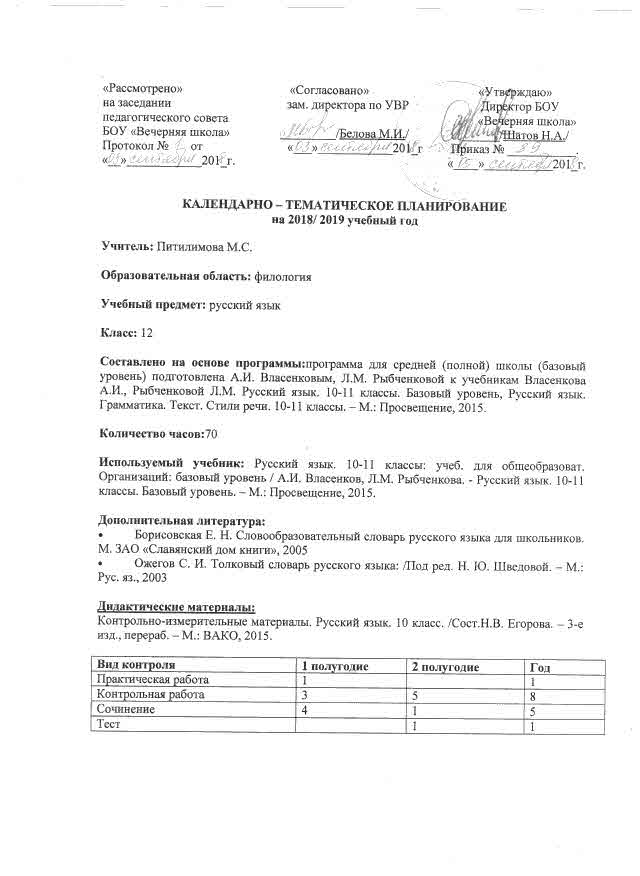 «Рассмотрено»
на заседании
педагогического совета
БОУ «Вечерняя школа»
Протокол № 1 от
«03» сентября 2018 г.
«Согласовано»
зам. директора по УВР
/Белова М.И./
«03» сентября 2018 г
«Утверждаю»
Директор БОУ
«Вечерняя школа»
/Шатов Н.А./
Приказ № 89
сентября 2018 г.
КАЛЕНДАРНО – ТЕМАТИЧЕСКОЕ ПЛАНИРОВАНИЕ
на 2018/ 2019 учебный год
Учитель: Питилимова М.С.
Образовательная область: филология
Учебный предмет: русский язык
Класс: 12
Составлено на основе программы:программа для средней (полной) школы (базовый
уровень) подготовлена А.И. Власенковым, Л.М. Рыбченковой к учебникам Власенкова
А.И., Рыбченковой Л.М. Русский язык. 10-11 классы. Базовый уровень, Русский язык.
Грамматика. Текст. Стили речи. 10-11 классы. – М.: Просвещение, 2015.
Количество часов:70
Используемый учебник: Русский язык. 10-11 классы: учеб. для общеобразоват.
Организаций: базовый уровень / А.И. Власенков, Л.М. Рыбченкова. - Русский язык. 10-11
классы. Базовый уровень. – М.: Просвещение, 2015.
Дополнительная литература:
• Борисовская Е. Н. Словообразовательный словарь русского языка для школьников.
М. ЗАО «Славянский дом книги», 2005
• Ожегов С. И. Толковый словарь русского языка: /Под ред. Н. Ю. Шведовой. – М.:
Рус. яз., 2003
Дидактические материалы:
Контрольно-измерительные материалы. Русский язык. 10 класс. /Сост.Н.В. Егорова. – 3-е
изд., перераб. – М.: ВАКО, 2015.
Вид контроля 1 полугодие 2 полугодие Год
Практическая работа 1 1
Контрольная работа 3 5 8
Сочинение 4 1 5
Тест 1 1